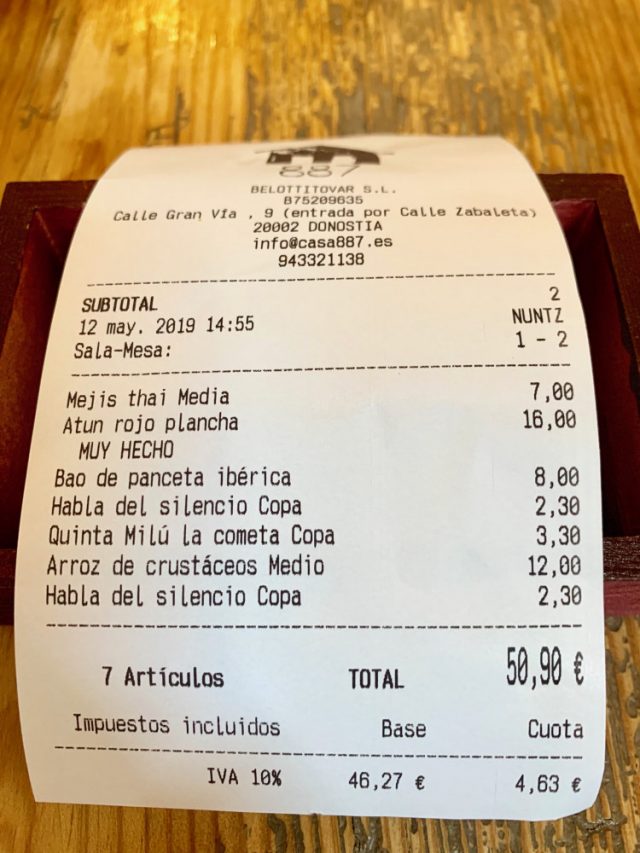 887
BELOTTITOVAR S.L.
B75209635
Calle Gran Vía , 9 (entrada por Calle Zabaleta)
20002 DONOSTIA
info@casa887.es
943321138
SUBTOTAL 2
12 may. 2019 14:55 NUNTZ
Sala-Mesa: 1 - 2
Mejis thai Media 7,00
Atun rojo plancha 16,00
MUY HECHO
Bao de panceta ibérica 8,00
Habla del silencio Copa 2,30
Quinta Milú la cometa Copa 3,30
Arroz de crustáceos Medio 12,00
Habla del silencio Copa 2,30
7 Artículos TOTAL 50,90 €
Impuestos incluidos Base Cuota
IVA 10% 46,27 € 4,63 €